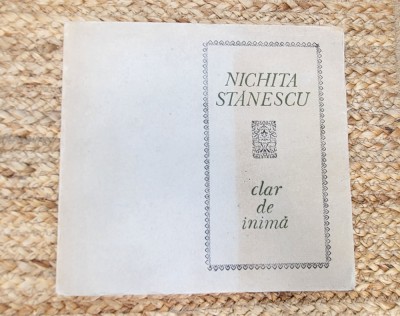 NICHITA
STĂNESCU
clar
de
inimă